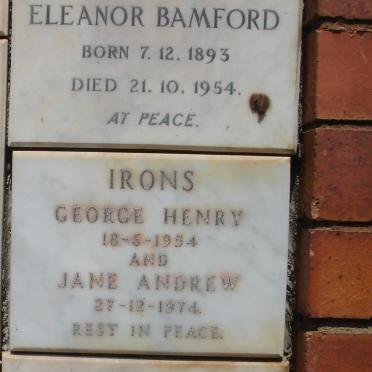 ELEANOR BAMFORD
BORN 7. 12. 1893
DIED 21. 10. 1954.
AT PEACE.
IRONS
GEORGE HENRY
18-6-1954
AND
JANE ANDREW
27-12-1974
REST IN PEACE.